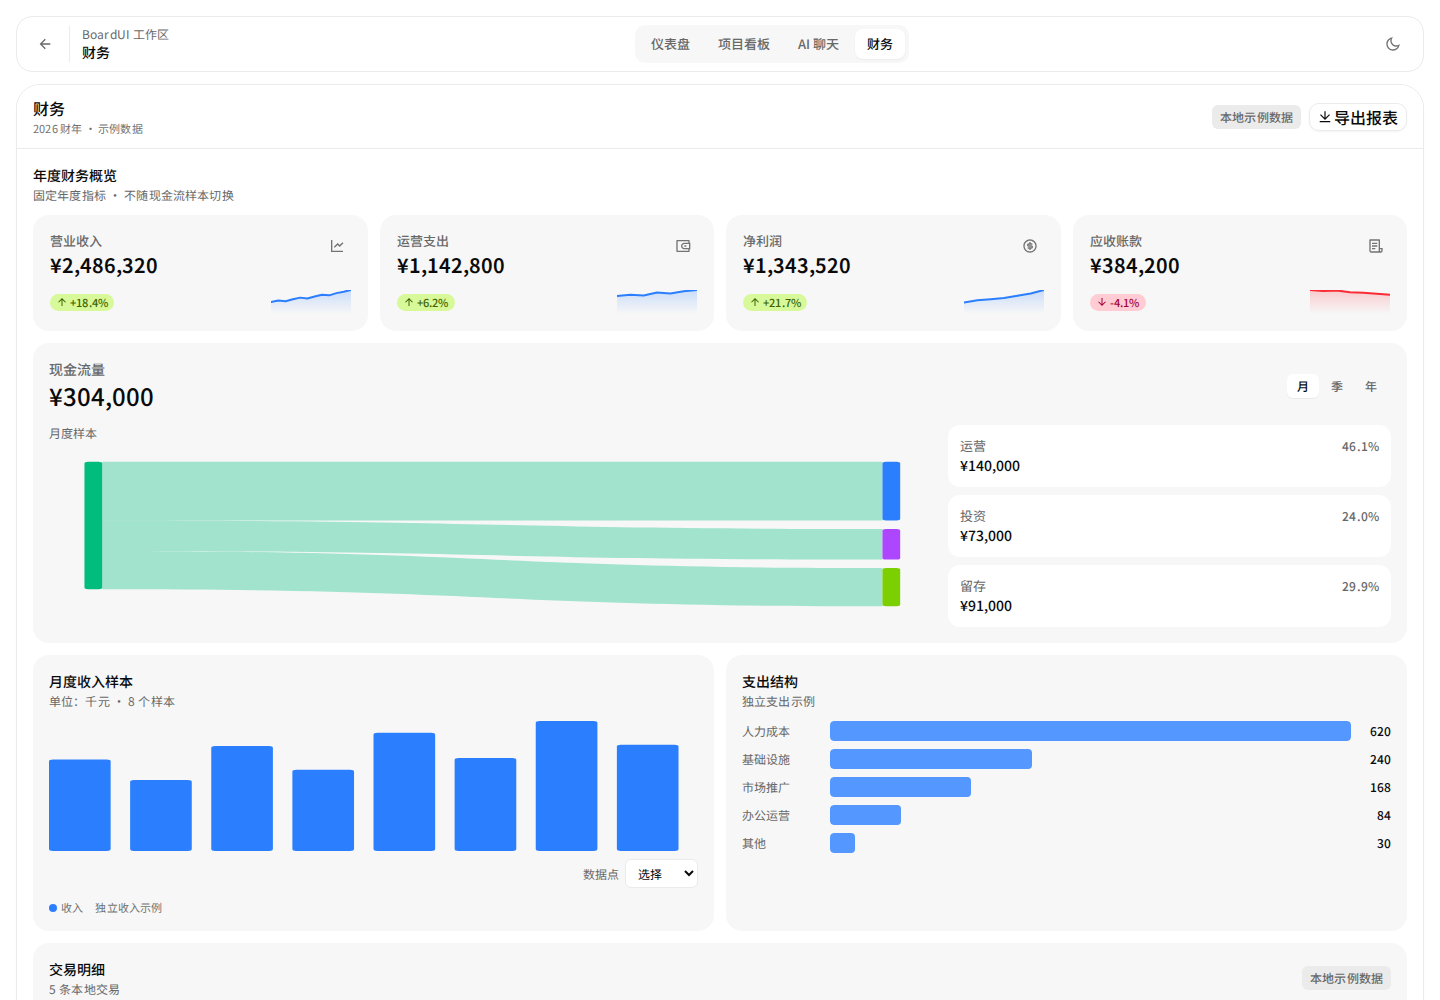 BoardUI 工作区
财务
仪表盘
项目看板
AI 聊天
财务
财务
2026 财年 • 示例数据
本地示例数据
导出报表
年度财务概览
固定年度指标 • 不随现金流样本切换
营业收入
¥2,486,320
+18.4%
运营支出
¥1,142,800
+6.2%
净利润
¥1,343,520
+21.7%
应收账款
¥384,200
-4.1%
现金流量
¥304,000
月
季
年
月度样本
运营
46.1%
¥140,000
投资
24.0%
¥73,000
留存
29.9%
¥91,000
月度收入样本
单位：千元 • 8 个样本
数据点
选择
收入
独立收入示例
支出结构
独立支出示例
人力成本
620
基础设施
240
市场推广
168
办公运营
84
其他
30
交易明细
5 条本地交易
本地示例数据